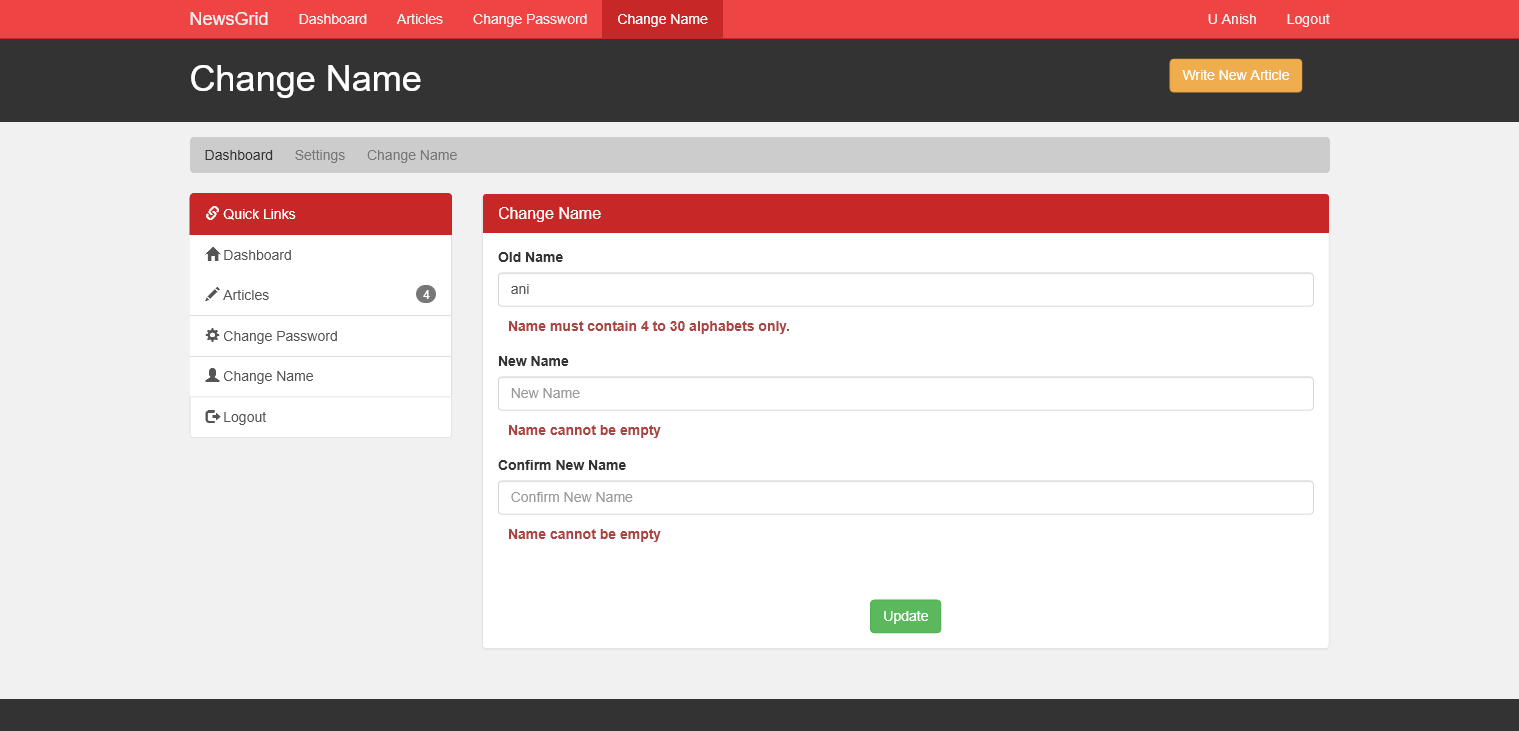 NewsGrid Dashboard Articles Change Password Change Name U Anish Logout
Change Name Write New Article
Dashboard Settings Change Name
Quick Links
Dashboard
Articles 4
Change Password
Change Name
Logout
Change Name
Old Name
ani
Name must contain 4 to 30 alphabets only.
New Name
New Name
Name cannot be empty
Confirm New Name
Confirm New Name
Name cannot be empty
Update